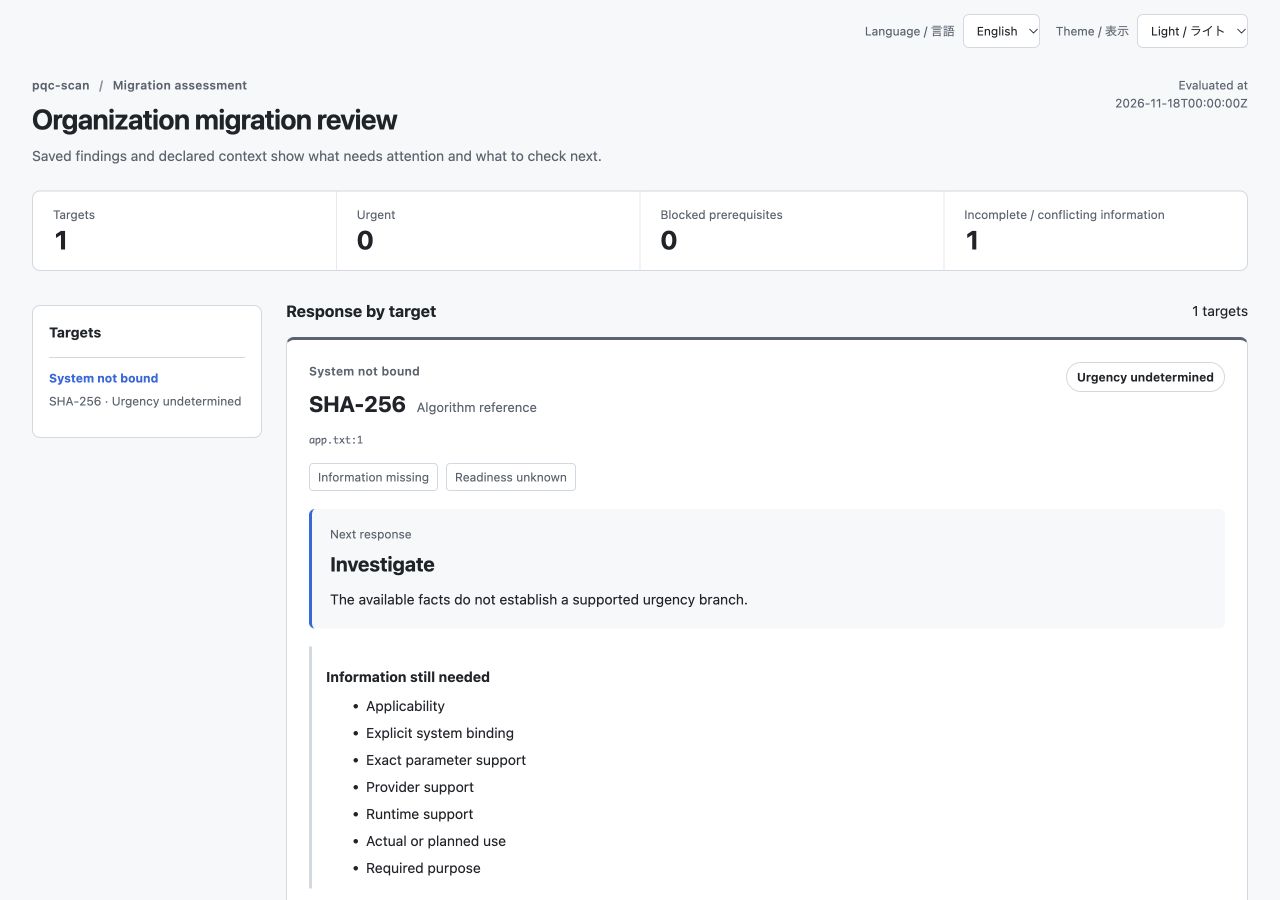 Language / 言語 English Theme / 表示 Light / ライト
pqc-scan / Migration assessment
Evaluated at
2026-11-18T00:00:00Z
Organization migration review
Saved findings and declared context show what needs attention and what to check next.
Targets
1
Urgent
0
Blocked prerequisites
0
Incomplete / conflicting information
1
Targets
System not bound
SHA-256 · Urgency undetermined
Response by target
1 targets
System not bound
Urgency undetermined
SHA-256 Algorithm reference
app.txt:1
Information missing
Readiness unknown
Next response
Investigate
The available facts do not establish a supported urgency branch.
Information still needed
• Applicability
• Explicit system binding
• Exact parameter support
• Provider support
• Runtime support
• Actual or planned use
• Required purpose